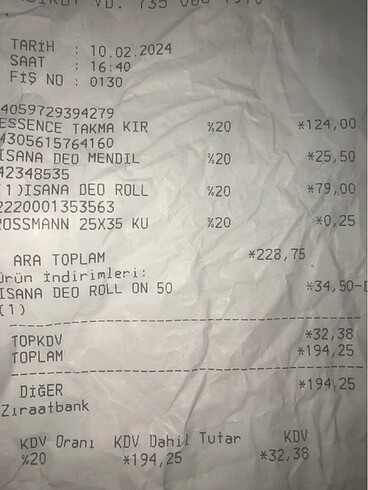 TARİH : 10.02.2024
SAAT : 16:40
FİŞ NO : 0130
4059729394279
ESSENCE TAKMA KIR %20 *124,00
4305615764160
ISANA DEO MENDIL %20 *25,50
42348535
(1)ISANA DEO ROLL %20 *79,00
2220001353563
ROSSMANN 25X35 KU %20 *0,25
ARA TOPLAM *228,75
Ürün İndirimleri:
ISANA DEO ROLL ON 50 *34,50-
(1)
TOPKDV *32,38
TOPLAM *194,25
DİĞER *194,25
Ziraatbank
KDV Oranı KDV Dahil Tutar KDV
%20 *194,25 *32,38